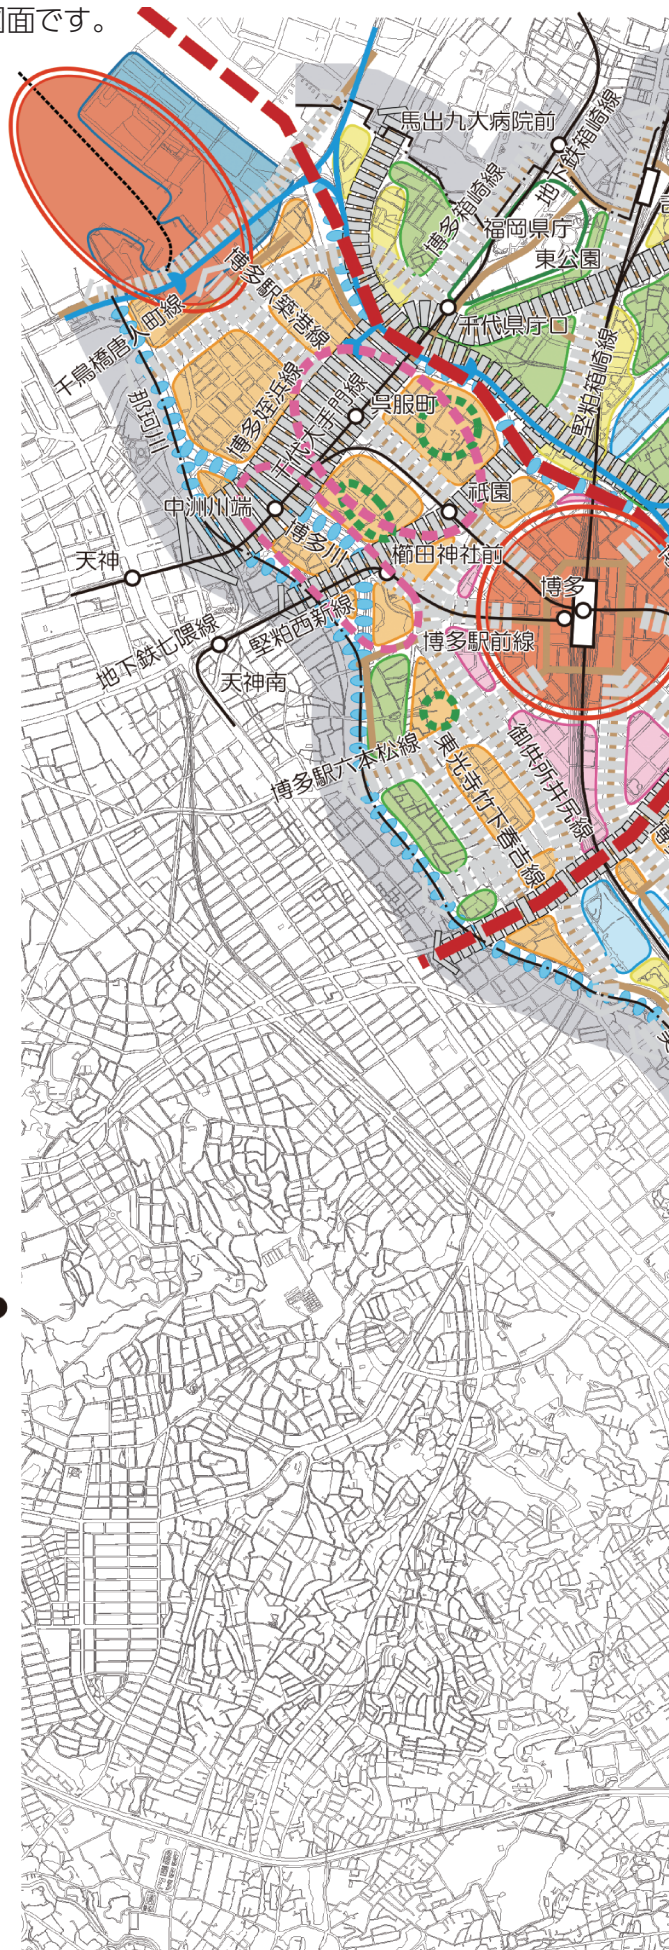 図面です。
馬出九大病院前
地下鉄箱崎線
博多箱崎線
福岡県庁
東公園
博多駅築港線
千代県庁口
千鳥橋唐人町線
堅粕箱崎線
那珂川
博多姪浜線
呉服町
中洲川端
祇園
博多川
櫛田神社前
天神
博多
堅粕西新線
博多駅前線
地下鉄七隈線
天神南
御供所井尻線
東光寺竹下春吉線
博多駅六本松線